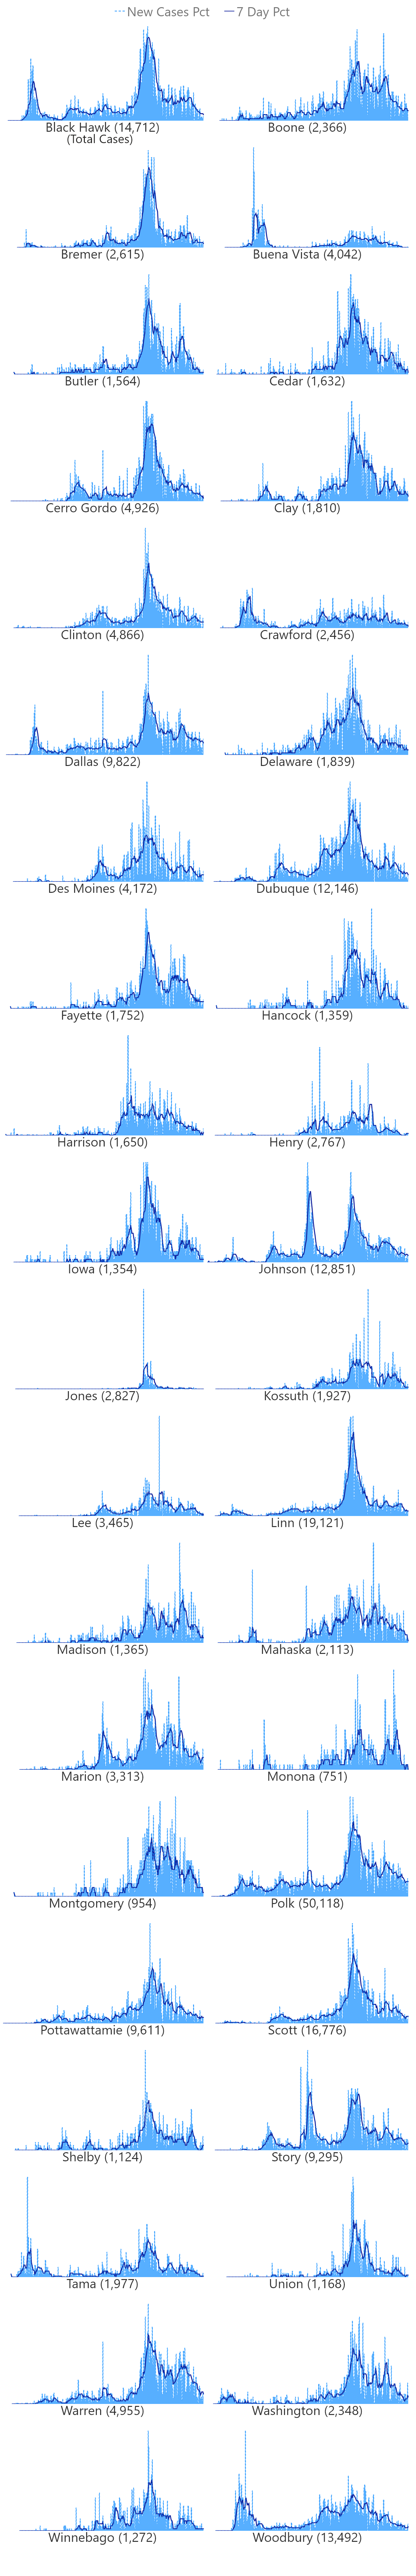 New Cases Pct 7 Day Pct
Black Hawk (14,712) Boone (2,366)
(Total Cases)
Bremer (2,615) Buena Vista (4,042)
Butler (1,564) Cedar (1,632)
Cerro Gordo (4,926) Clay (1,810)
Clinton (4,866) Crawford (2,456)
Dallas (9,822) Delaware (1,839)
Des Moines (4,172) Dubuque (12,146)
Fayette (1,752) Hancock (1,359)
Harrison (1,650) Henry (2,767)
Iowa (1,354) Johnson (12,851)
Jones (2,827) Kossuth (1,927)
Lee (3,465) Linn (19,121)
Madison (1,365) Mahaska (2,113)
Marion (3,313) Monona (751)
Montgomery (954) Polk (50,118)
Pottawattamie (9,611) Scott (16,776)
Shelby (1,124) Story (9,295)
Tama (1,977) Union (1,168)
Warren (4,955) Washington (2,348)
Winnebago (1,272) Woodbury (13,492)